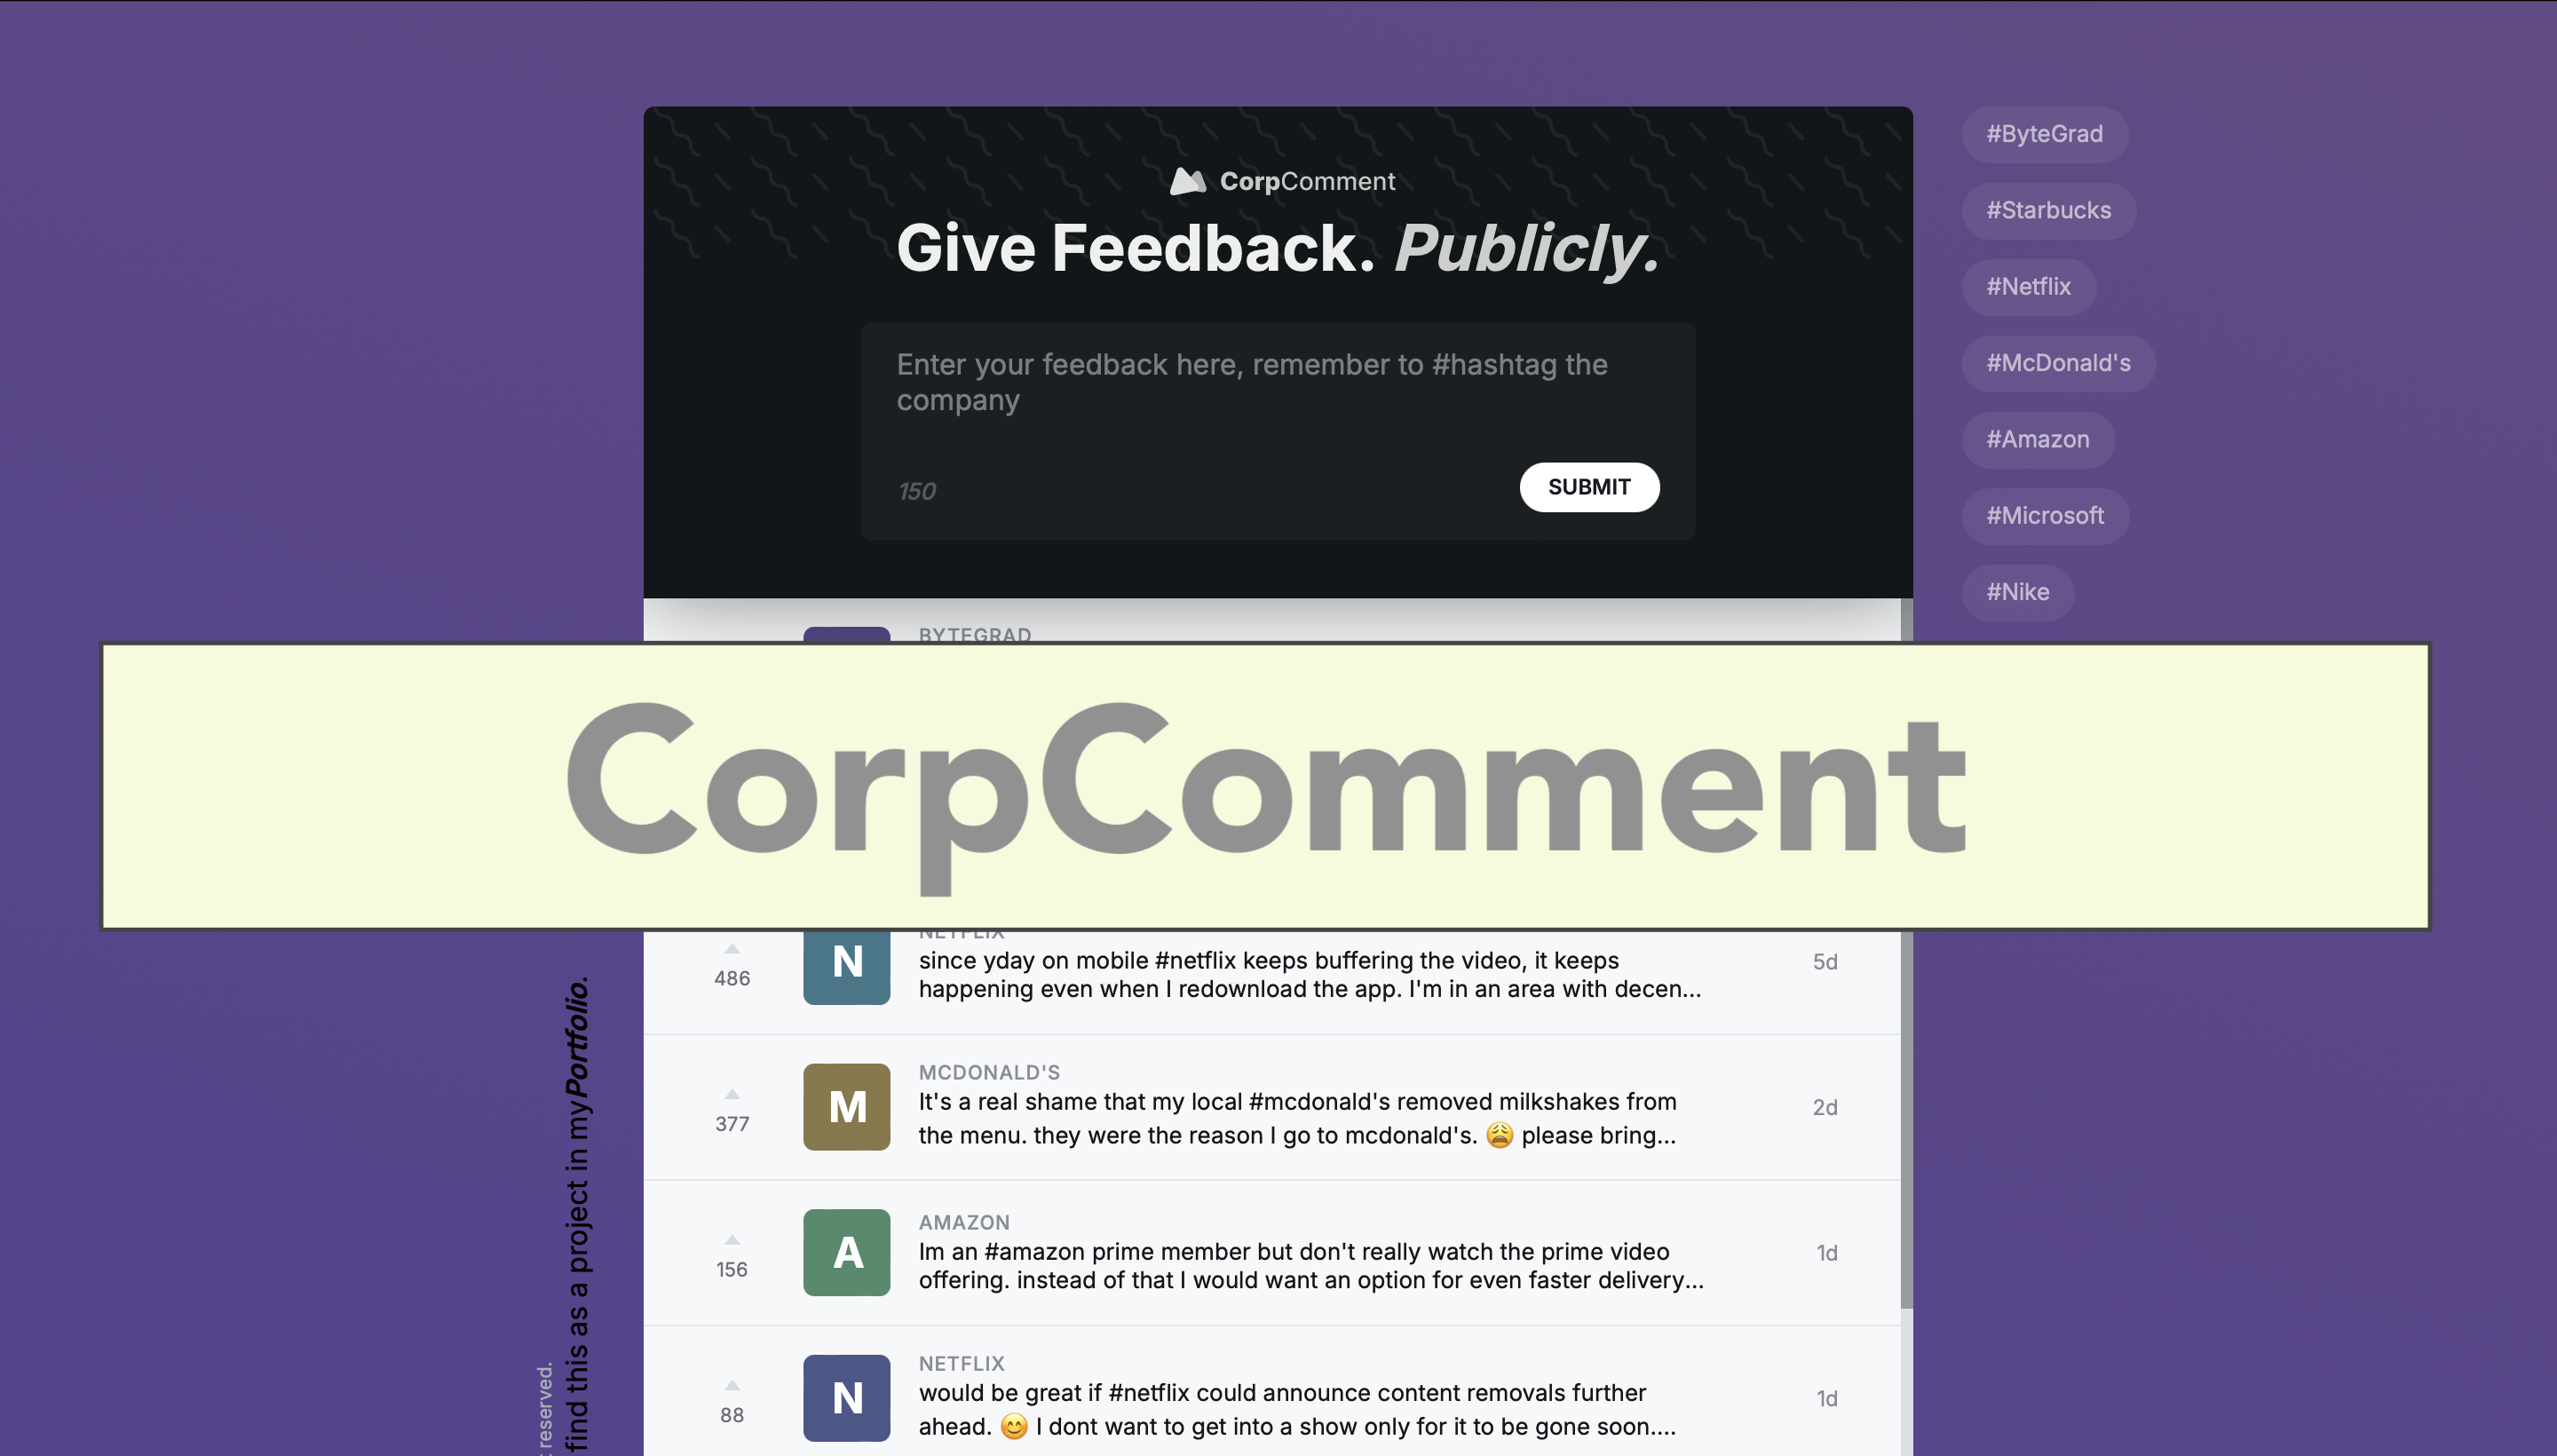 CorpComment
Give Feedback. Publicly.
Enter your feedback here, remember to #hashtag the
company
150
SUBMIT
#ByteGrad
#Starbucks
#Netflix
#McDonald's
#Amazon
#Microsoft
#Nike
BYTEGRAD
CorpComment
NETFLIX
486
N
since yday on mobile #netflix keeps buffering the video, it keeps
happening even when I redownload the app. I'm in an area with decen...
5d
377
M
MCDONALD'S
It's a real shame that my local #mcdonald's removed milkshakes from
the menu. they were the reason I go to mcdonald's. 😩 please bring...
2d
156
A
AMAZON
Im an #amazon prime member but don't really watch the prime video
offering. instead of that I would want an option for even faster delivery...
1d
88
N
NETFLIX
would be great if #netflix could announce content removals further
ahead. 😊 I dont want to get into a show only for it to be gone soon....
1d
reserved.
find this as a project in myPortfolio.